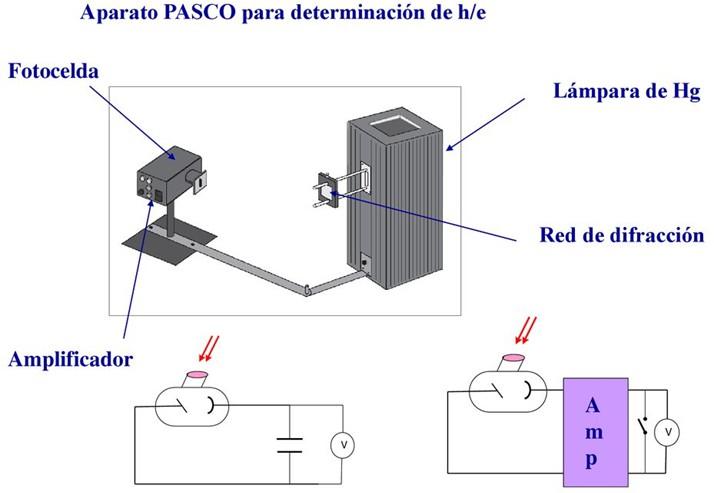 Aparato PASCO para determinación de h/e
Fotocelda
Lámpara de Hg
Red de difracción
Amplificador
V
A
m
p
V